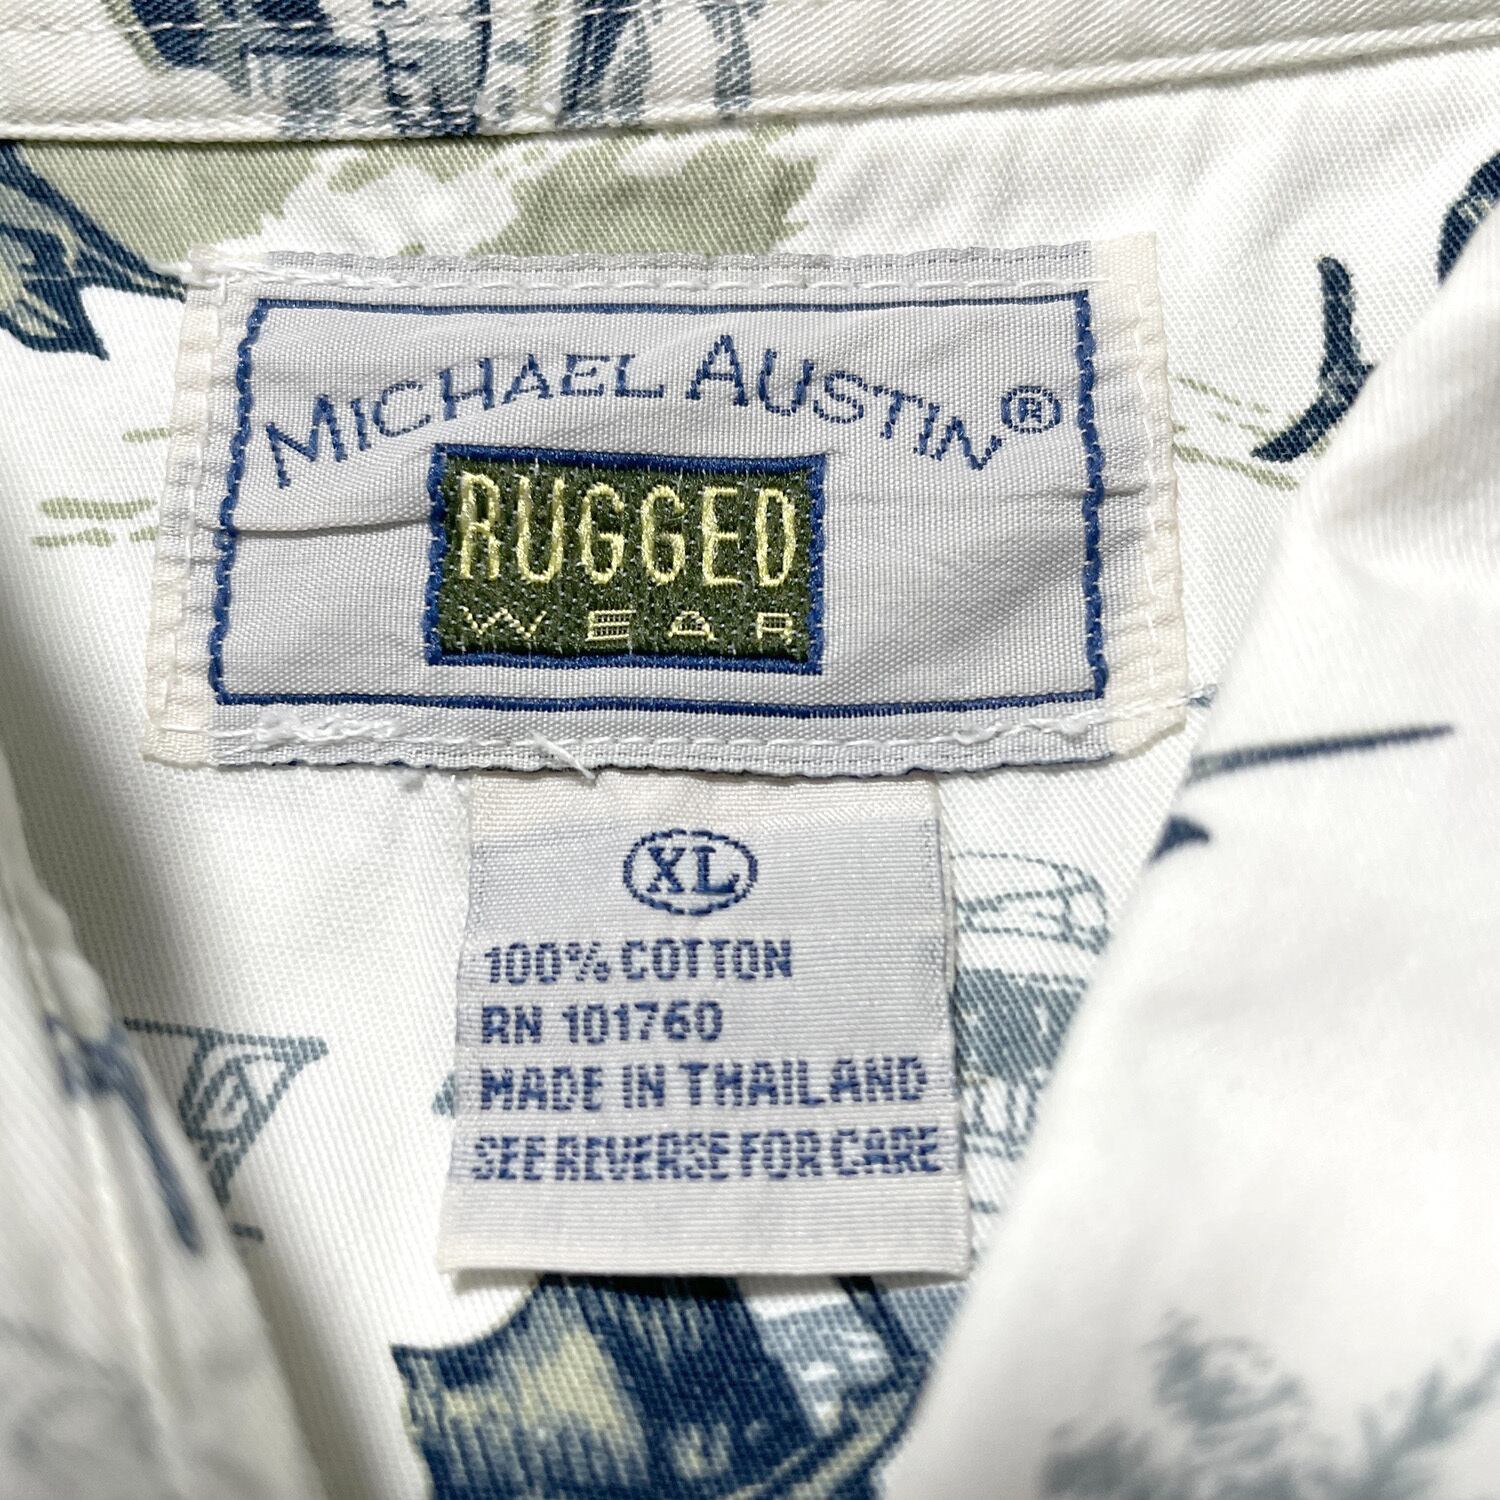 MICHAEL AUSTIN®
RUGGED
WEAR
XL
100% COTTON
RN 101760
MADE IN THAILAND
SEE REVERSE FOR CARE